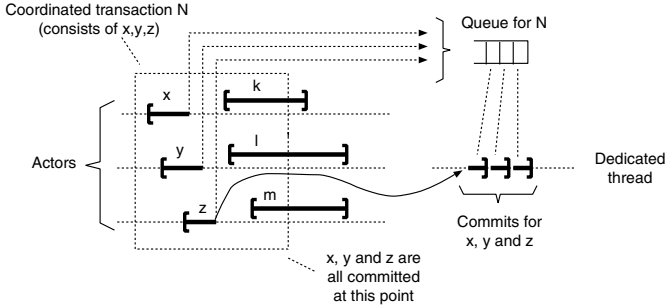 Coordinated transaction N
(consists of x,y,z)
Queue for N
x
k
y
l
Actors
Dedicated
thread
z
m
Commits for
x, y and z
x, y and z are
all committed
at this point